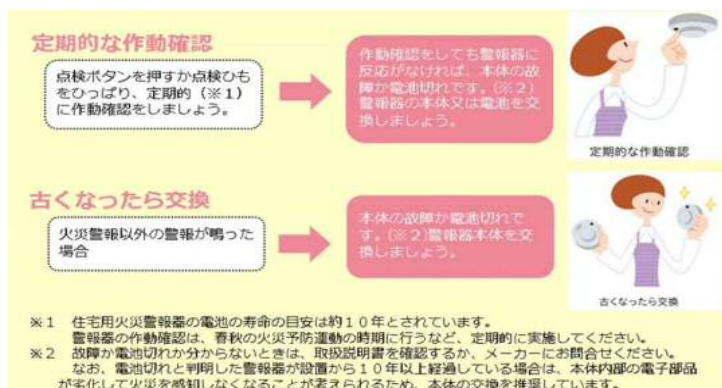 定期的な作動確認
点検ボタンを押すか点検ひも
をひっぱり、定期的(※1)
に作動確認をしましょう。
作動確認をしても警報器に
反応がなければ、本体の故
障か電池切れです。(※2)
警報器の本体又は電池を交
換しましょう。
定期的な作動確認
古くなったら交換
火災警報以外の警報が鳴った
場合
本体の故障か電池切れで
す。(※2)警報器本体を交
換しましょう。
古くなったら交換
※1 住宅用火災警報器の電池の寿命の目安は約10年とされています。
警報器の作動確認は、春秋の火災予防運動の時期に行うなど、定期的に実施してください。
※2 故障か電池切れか分からないときは、取扱説明書を確認するか、メーカーにお問合せください。
なお、電池切れと判明した警報器が設置から10年以上経過している場合は、本体内部の電子部品
が劣化して火災を感知しなくなることが考えられるため、本体の交換を推奨しています。